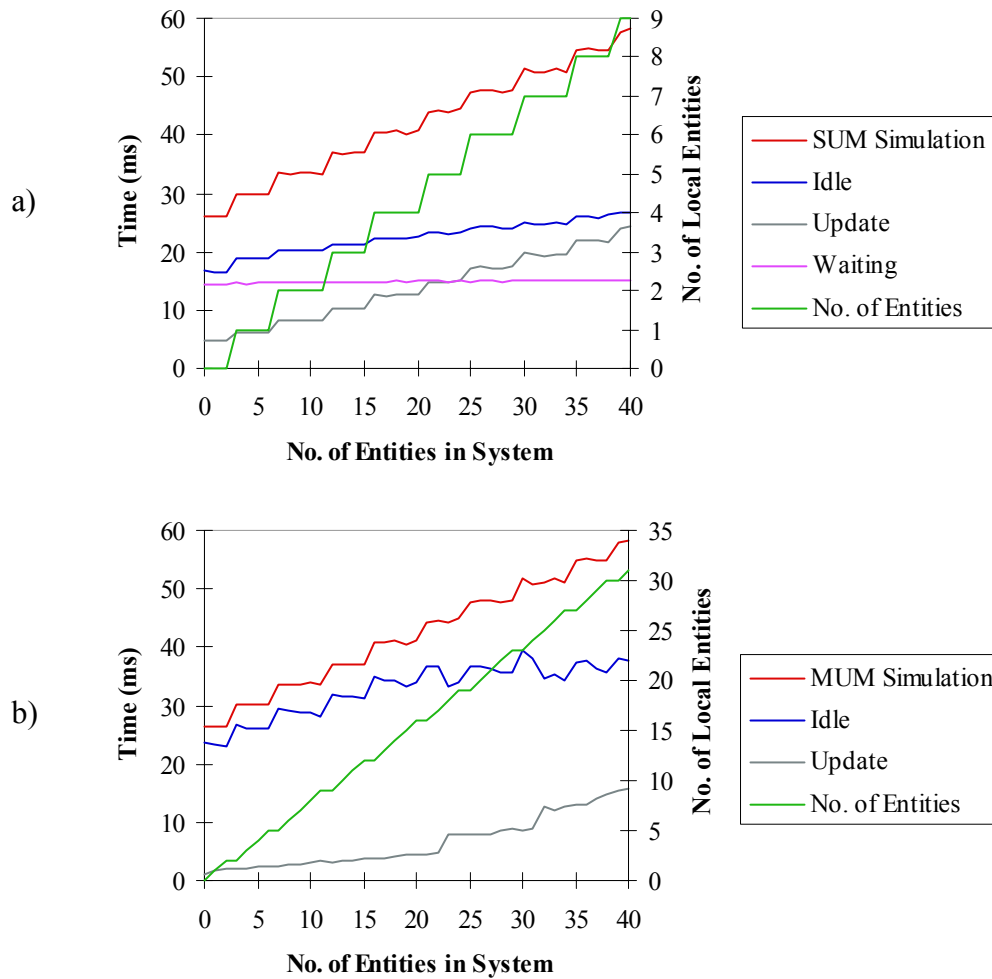 a)
Time (ms)
60
50
40
30
20
10
0
9
8
7
6
5
4
3
2
1
0
No. of Local Entities
0 5 10 15 20 25 30 35 40
No. of Entities in System
SUM Simulation
Idle
Update
Waiting
No. of Entities
b)
Time (ms)
60
50
40
30
20
10
0
35
30
25
20
15
10
5
0
No. of Local Entities
0 5 10 15 20 25 30 35 40
No. of Entities in System
MUM Simulation
Idle
Update
No. of Entities